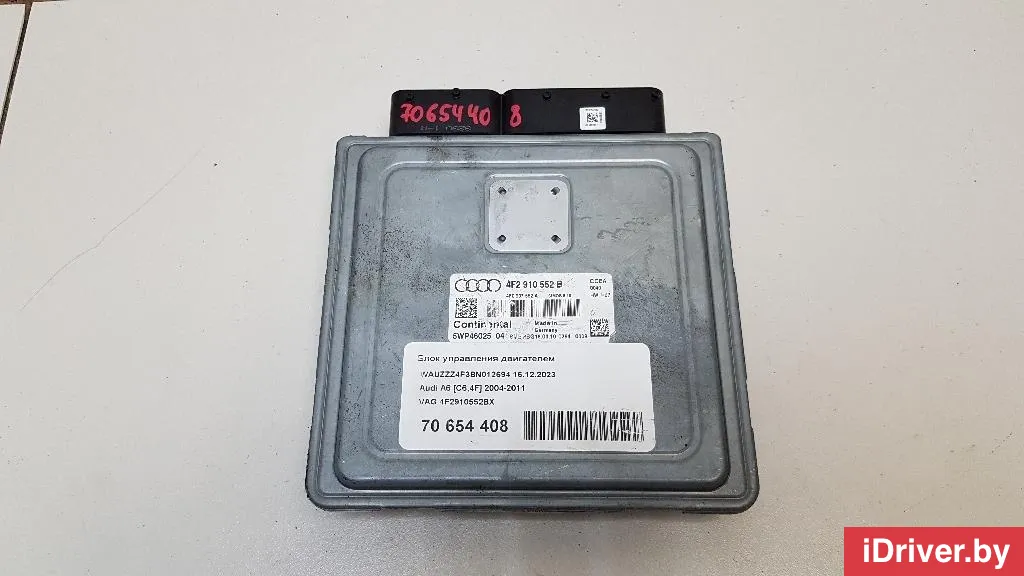 7065440 8
4F2 910 552 B
Continental
Made in
Germany
5WP46025 04
Блок управления двигателем
WAUZZZ4F3BN012694 16.12.2023
Audi A6 [C6,4F] 2004-2011
VAG 4F2910552BX
70 654 408
iDriver.by